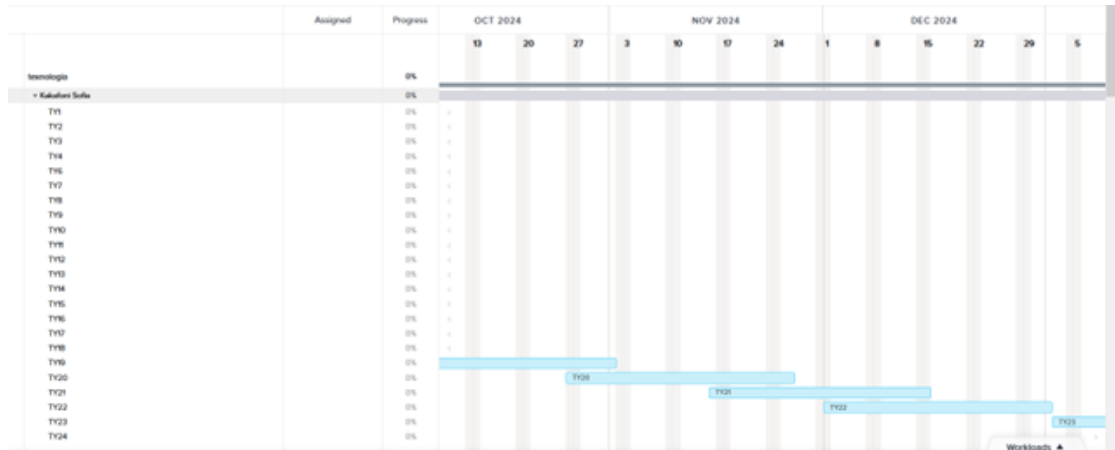 Assigned Progress OCT 2024 NOV 2024 DEC 2024
13 20 27 3 10 17 24 1 8 15 22 29 5
texnologia 0%
Kakafoni Sofia 0%
TY1 0%
TY2 0%
TY3 0%
TY4 0%
TY6 0%
TY7 0%
TY8 0%
TY9 0%
TY10 0%
TY11 0%
TY12 0%
TY13 0%
TY14 0%
TY15 0%
TY16 0%
TY17 0%
TY18 0%
TY19 0%
TY20 0% TY20
TY21 0% TY21
TY22 0% TY22
TY23 0% TY23
TY24 0%
Workloads